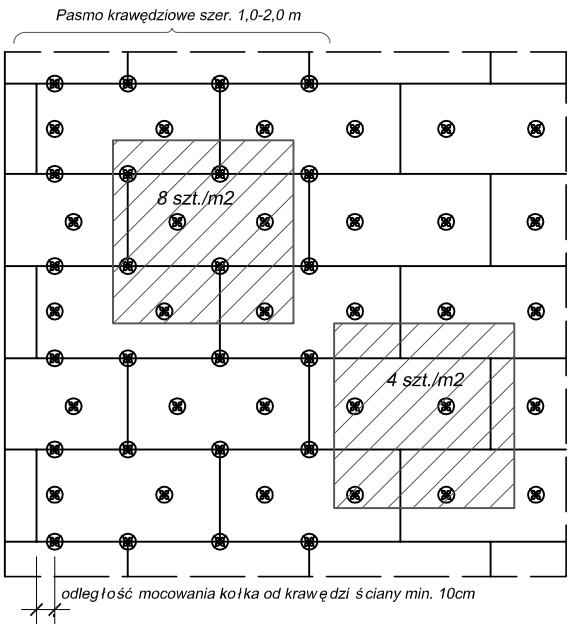 Pasmo krawędziowe szer. 1,0-2,0 m
8 szt./m2
4 szt./m2
odległość mocowania kołka od krawędzi ściany min. 10cm